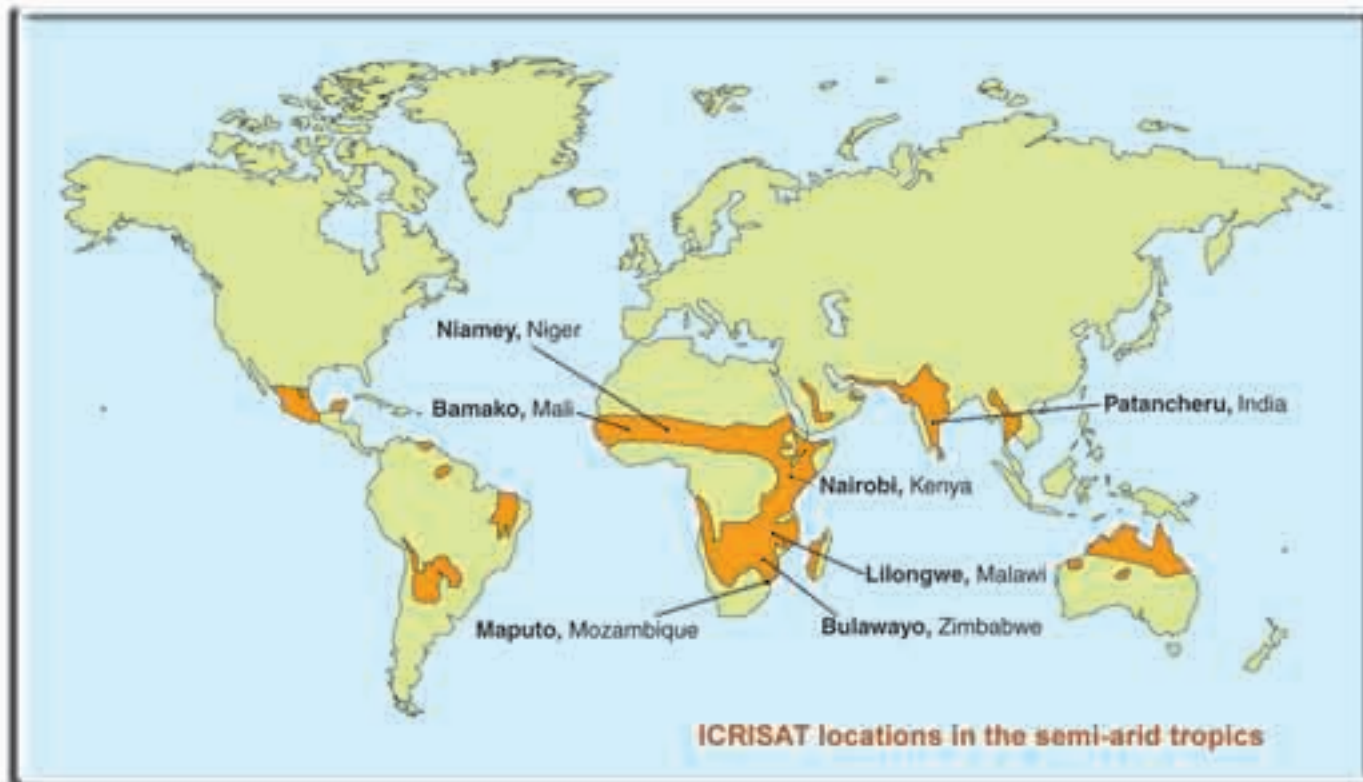 Niamey, Niger
Bamako, Mali
Patancheru, India
Nairobi, Kenya
Lilongwe, Malawi
Maputo, Mozambique
Bulawayo, Zimbabwe
ICRISAT locations in the semi-arid tropics